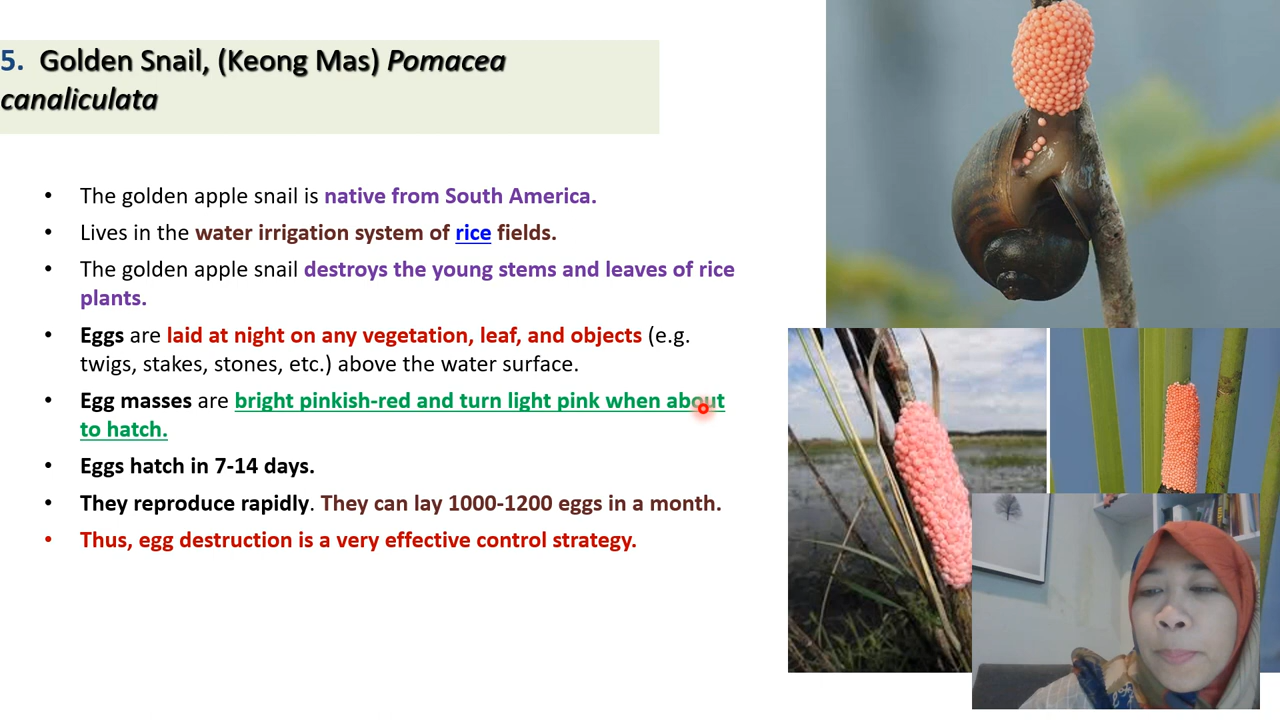 5. Golden Snail, (Keong Mas) Pomacea
canaliculata
• The golden apple snail is native from South America.
• Lives in the water irrigation system of rice fields.
• The golden apple snail destroys the young stems and leaves of rice
plants.
• Eggs are laid at night on any vegetation, leaf, and objects (e.g.
twigs, stakes, stones, etc.) above the water surface.
• Egg masses are bright pinkish-red and turn light pink when about
to hatch.
• Eggs hatch in 7-14 days.
• They reproduce rapidly. They can lay 1000-1200 eggs in a month.
• Thus, egg destruction is a very effective control strategy.